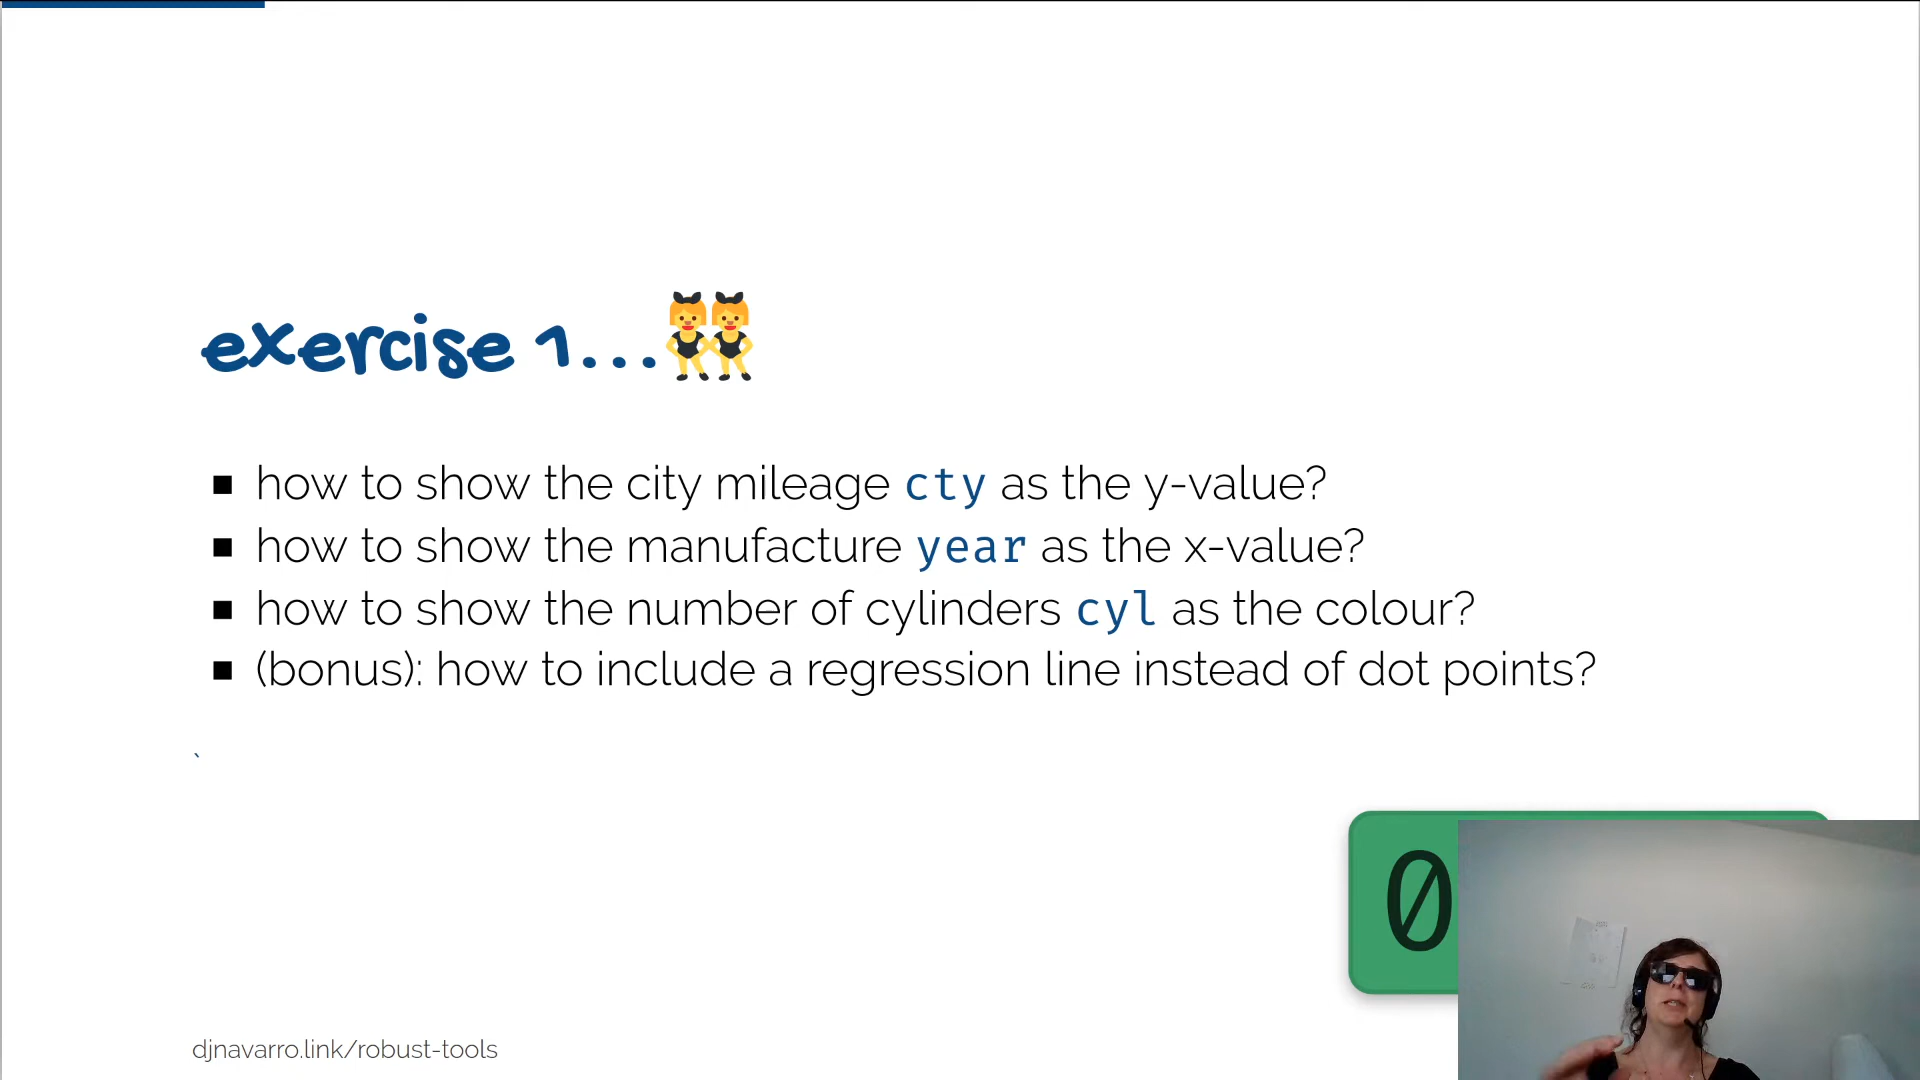 exercise 1...👯
how to show the city mileage cty as the y-value?
how to show the manufacture year as the x-value?
how to show the number of cylinders cyl as the colour?
(bonus): how to include a regression line instead of dot points?
`
0
djnavarro.link/robust-tools